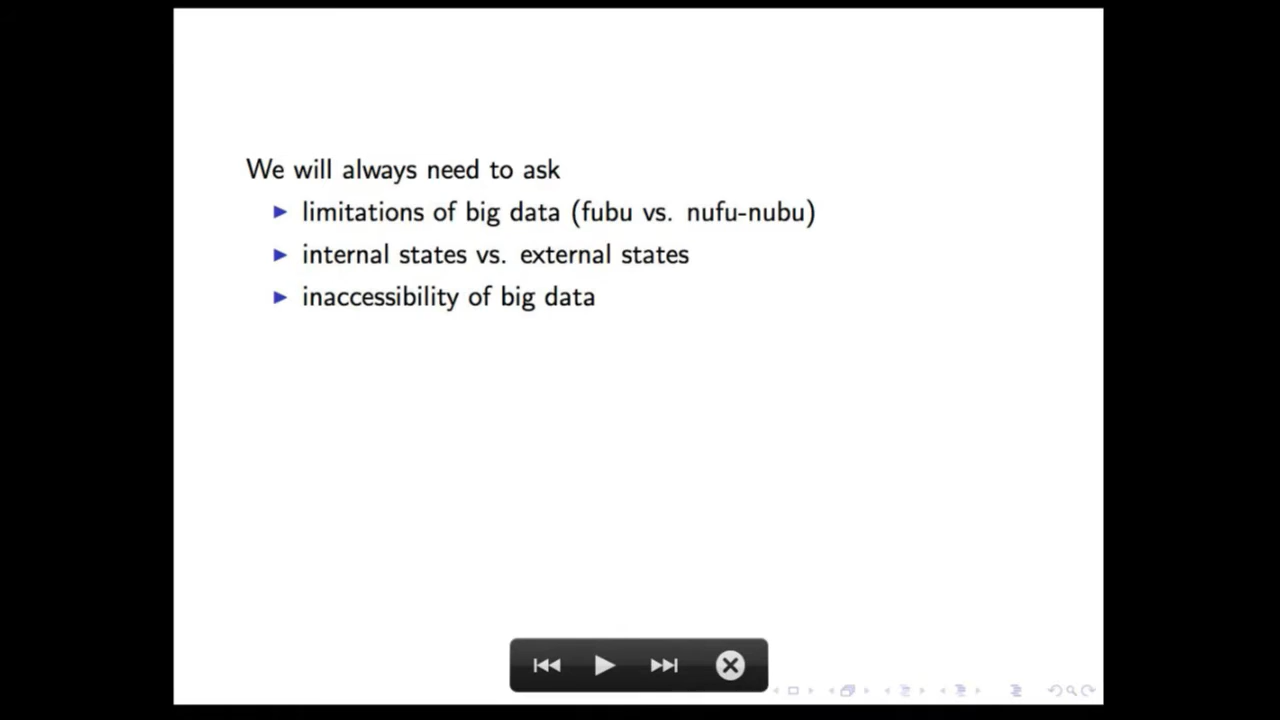 We will always need to ask
limitations of big data (fubu vs. nufu-nubu)
internal states vs. external states
inaccessibility of big data